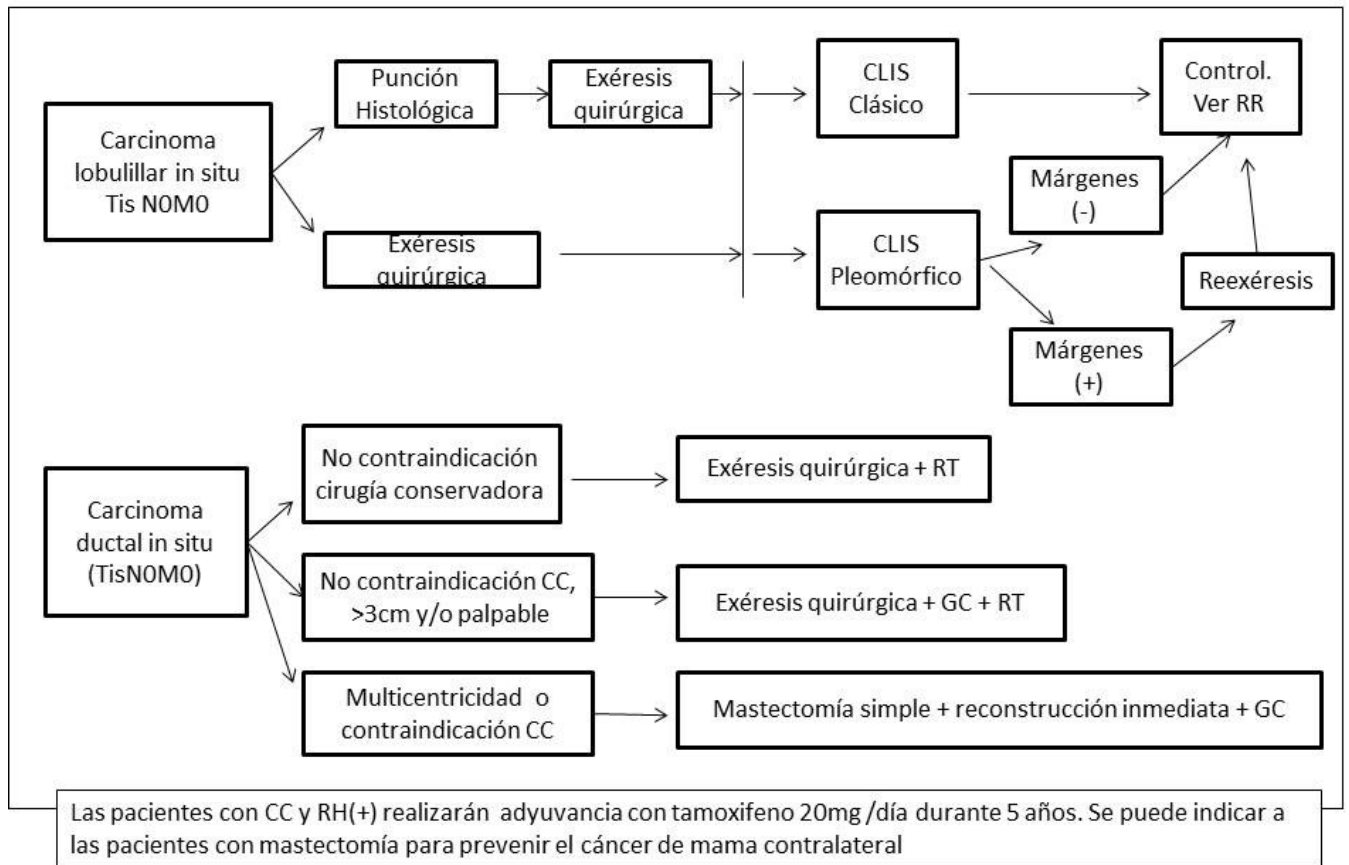 Carcinoma
lobulillar in situ
Tis N0M0
Punción
Histológica
Exéresis
quirúrgica
Exéresis
quirúrgica
CLIS
Clásico
CLIS
Pleomórfico
Márgenes
(-)
Márgenes
(+)
Reexéresis
Control.
Ver RR
Carcinoma
ductal in situ
(TisN0M0)
No contraindicación
cirugía conservadora
Exéresis quirúrgica + RT
No contraindicación CC,
>3cm y/o palpable
Exéresis quirúrgica + GC + RT
Multicentricidad o
contraindicación CC
Mastectomía simple + reconstrucción inmediata + GC
Las pacientes con CC y RH(+) realizarán adyuvancia con tamoxifeno 20mg /día durante 5 años. Se puede indicar a
las pacientes con mastectomía para prevenir el cáncer de mama contralateral